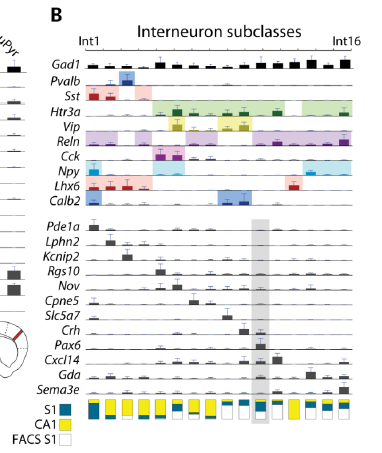 B
Interneuron subclasses
Int1 Int16
Gad1
Pvalb
Sst
Htr3a
Vip
Reln
Cck
Npy
Lhx6
Calb2
Pde1a
Lphn2
Kcnip2
Rgs10
Nov
Cpne5
Slc5a7
Crh
Pax6
Cxcl14
Gda
Sema3e
S1
CA1
FACS S1